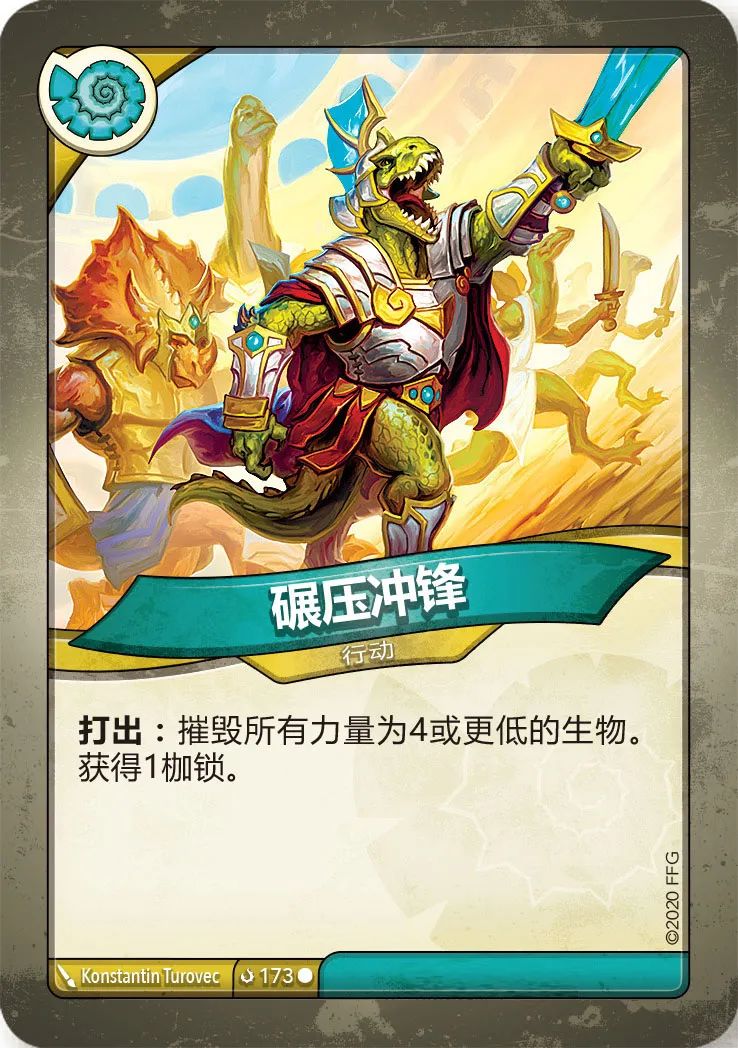 碾压冲锋
行动
打出：摧毁所有力量为4或更低的生物。
获得1枷锁。
©2020 FFG
Konstantin Turovec
173